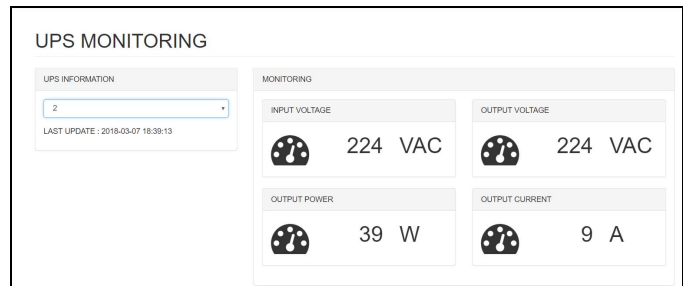 UPS MONITORING
UPS INFORMATION
2
LAST UPDATE : 2018-03-07 18:39:13
MONITORING
INPUT VOLTAGE
224 VAC
OUTPUT VOLTAGE
224 VAC
OUTPUT POWER
39 W
OUTPUT CURRENT
9 A